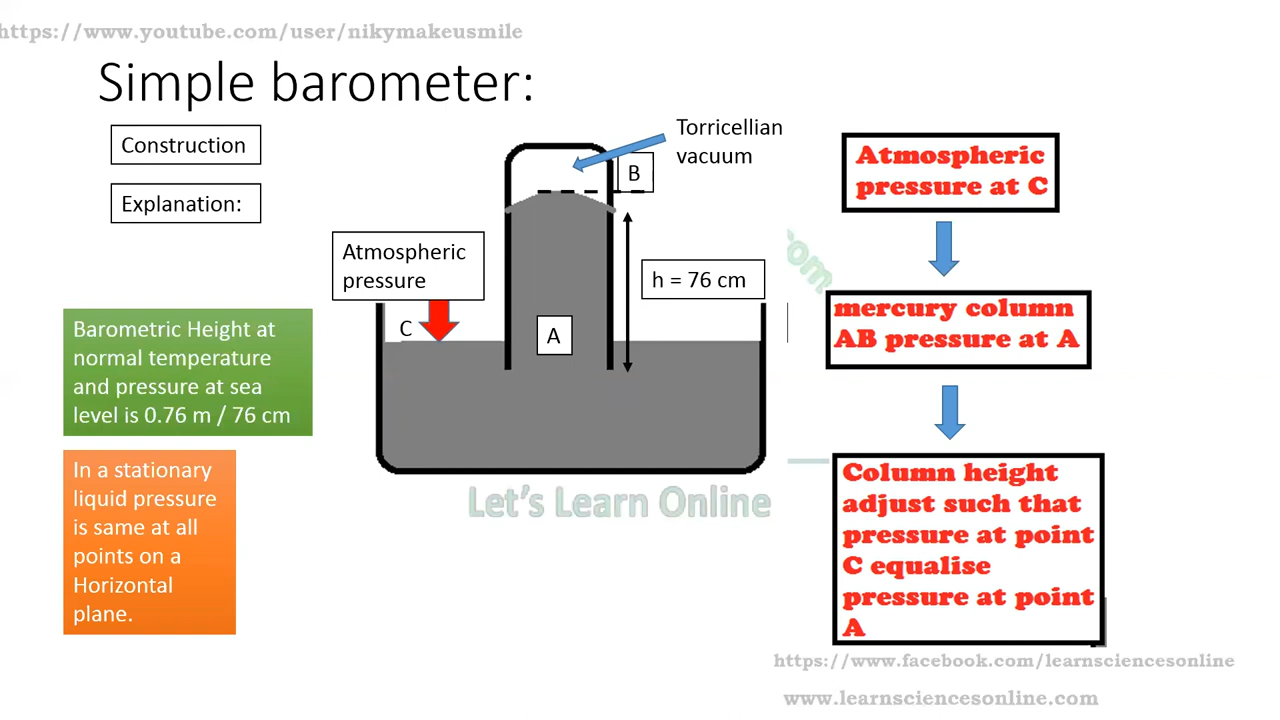 https://www.youtube.com/user/nikymakeusmile
Simple barometer:
Construction
Explanation:
Torricellian
vacuum
B
Atmospheric
pressure
h = 76 cm
C
A
Barometric Height at
normal temperature
and pressure at sea
level is 0.76 m / 76 cm
In a stationary
liquid pressure
is same at all
points on a
Horizontal
plane.
Let's Learn Online
com
Atmospheric
pressure at C
mercury column
AB pressure at A
Column height
adjust such that
pressure at point
C equalise
pressure at point
A
https://www.facebook.com/learnsciencesonline
www.learnsciencesonline.com